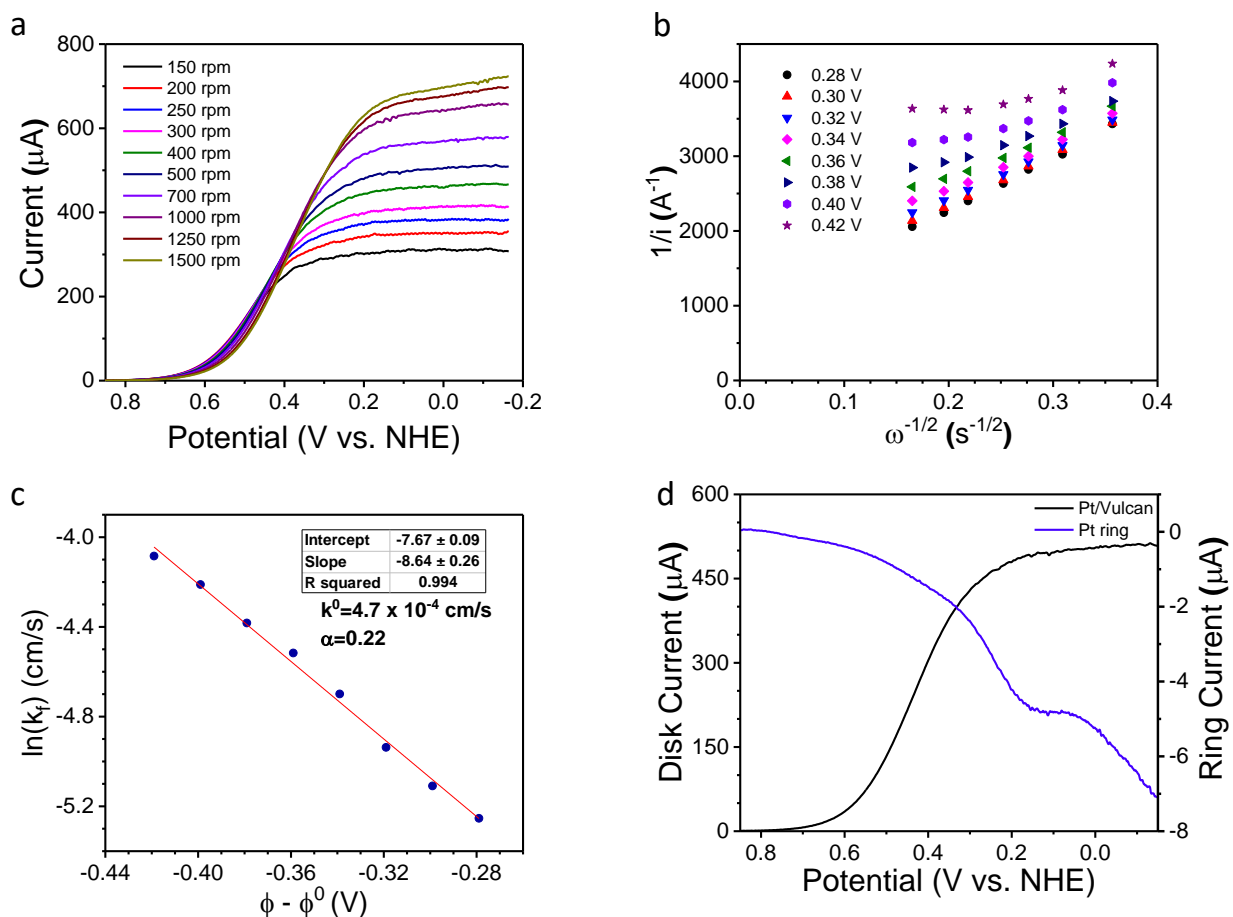 a
800
600
400
200
0
Current (μA)
150 rpm
200 rpm
250 rpm
300 rpm
400 rpm
500 rpm
700 rpm
1000 rpm
1250 rpm
1500 rpm
0.8 0.6 0.4 0.2 0.0 -0.2
Potential (V vs. NHE)
b
4000
3000
2000
1000
0
1/i (A-1)
0.28 V
0.30 V
0.32 V
0.34 V
0.36 V
0.38 V
0.40 V
0.42 V
0.0 0.1 0.2 0.3 0.4
ω-1/2 (s-1/2)
c
-4.0
-4.4
-4.8
-5.2
ln(kf) (cm/s)
Intercept -7.67 ± 0.09
Slope -8.64 ± 0.26
R squared 0.994
k0=4.7 x 10-4 cm/s
α=0.22
-0.44 -0.40 -0.36 -0.32 -0.28
ϕ - ϕ0 (V)
d
600
450
300
150
0
Disk Current (μA)
Pt/Vulcan
Pt ring
0
-2
-4
-6
-8
Ring Current (μA)
0.8 0.6 0.4 0.2 0.0
Potential (V vs. NHE)